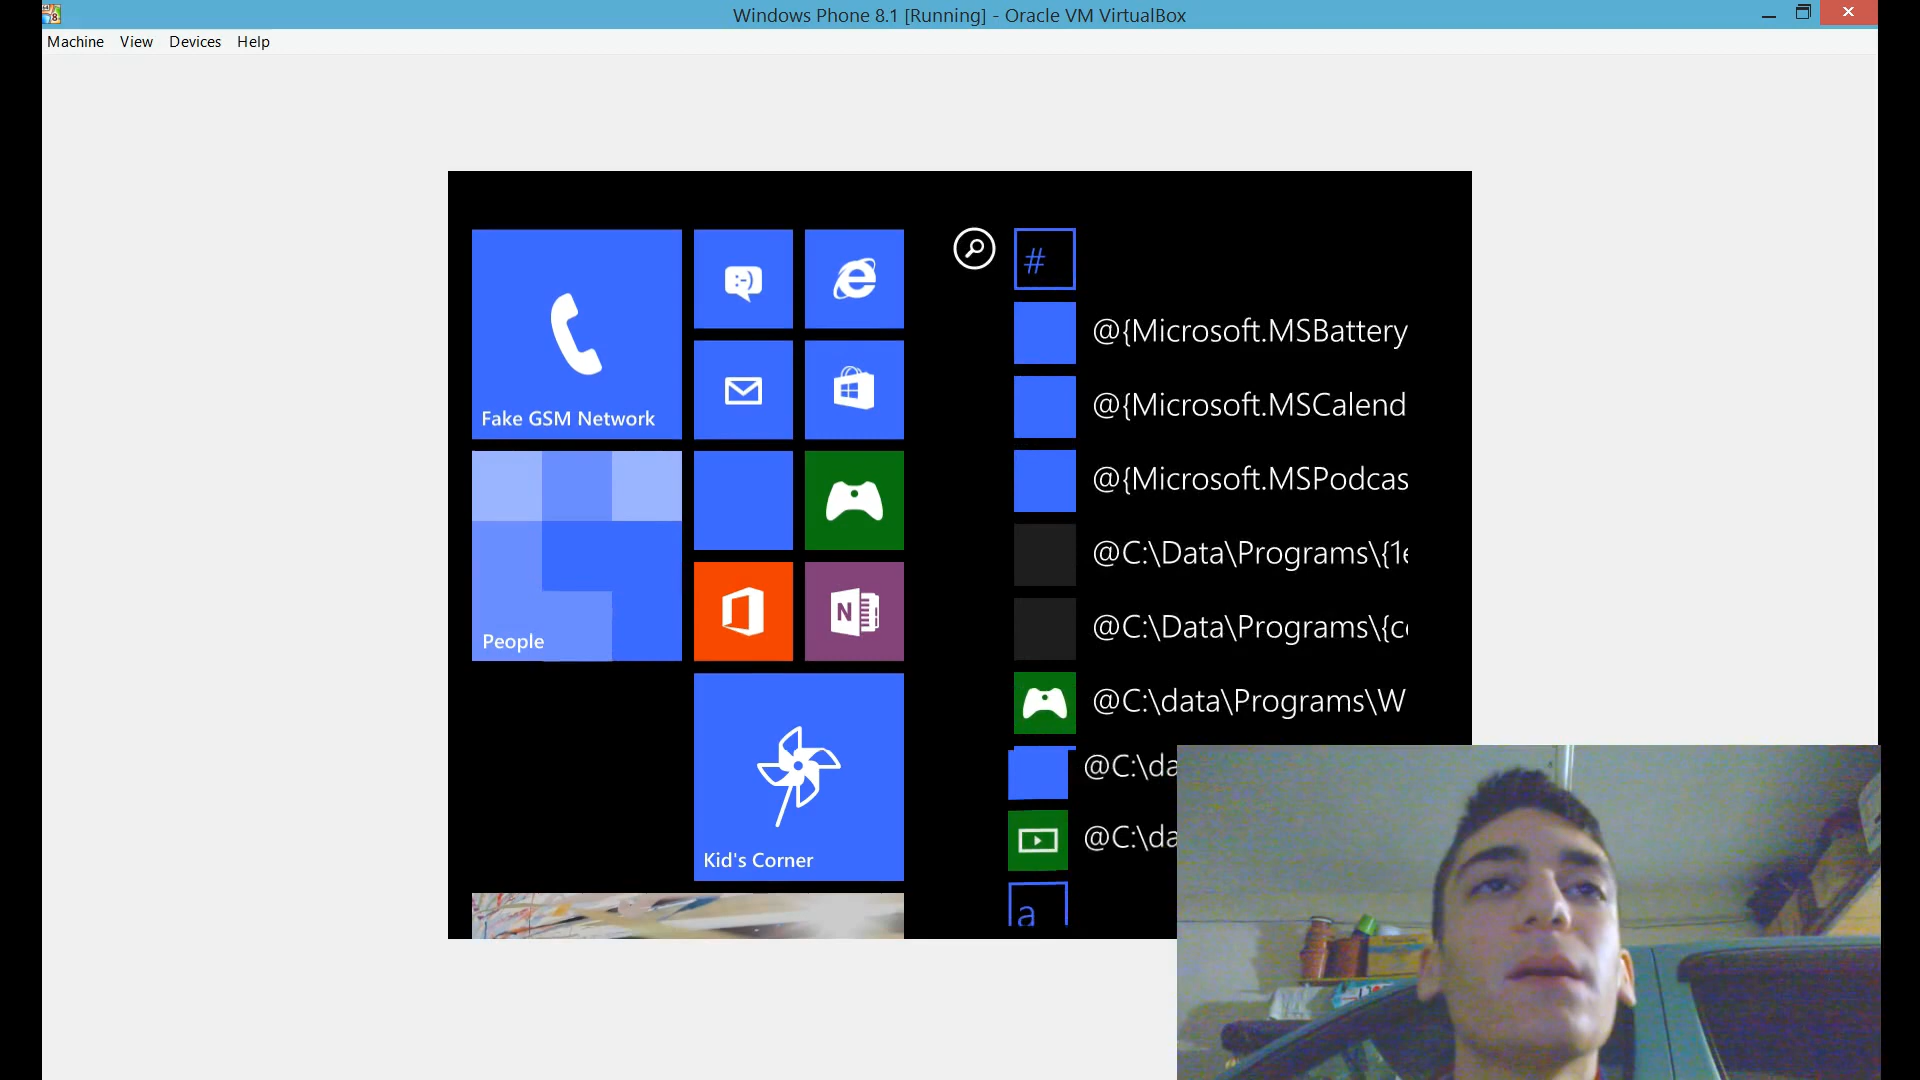 Windows Phone 8.1 [Running] - Oracle VM VirtualBox
Machine View Devices Help
#
@{Microsoft.MSBattery
@{Microsoft.MSCalend
@{Microsoft.MSPodcas
@C:\Data\Programs\{1e
@C:\Data\Programs\{c
@C:\data\Programs\W
@C:\da
@C:\da
a
Fake GSM Network
:-)
People
N
Kid's Corner